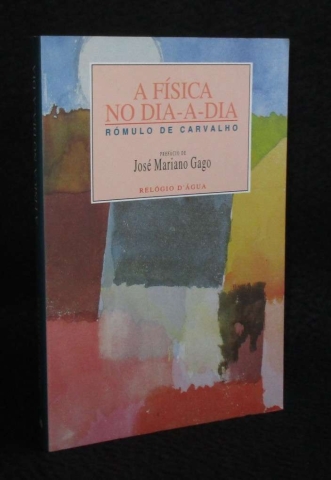 A FÍSICA
NO DIA-A-DIA
RÓMULO DE CARVALHO
PREFÁCIO DE
José Mariano Gago
RELÓGIO D'ÁGUA